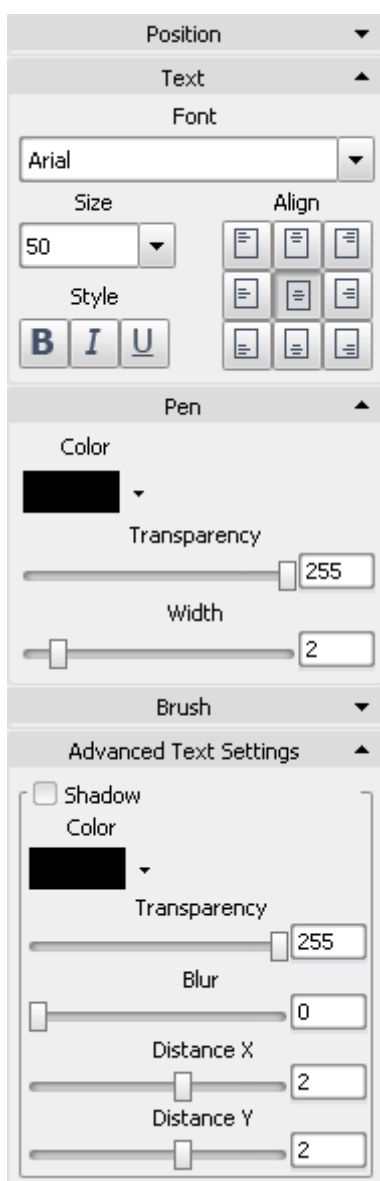 Position
Text
Font
Arial
Size
Align
50
Style
B I U
Pen
Color
Transparency
255
Width
2
Brush
Advanced Text Settings
Shadow
Color
Transparency
255
Blur
0
Distance X
2
Distance Y
2